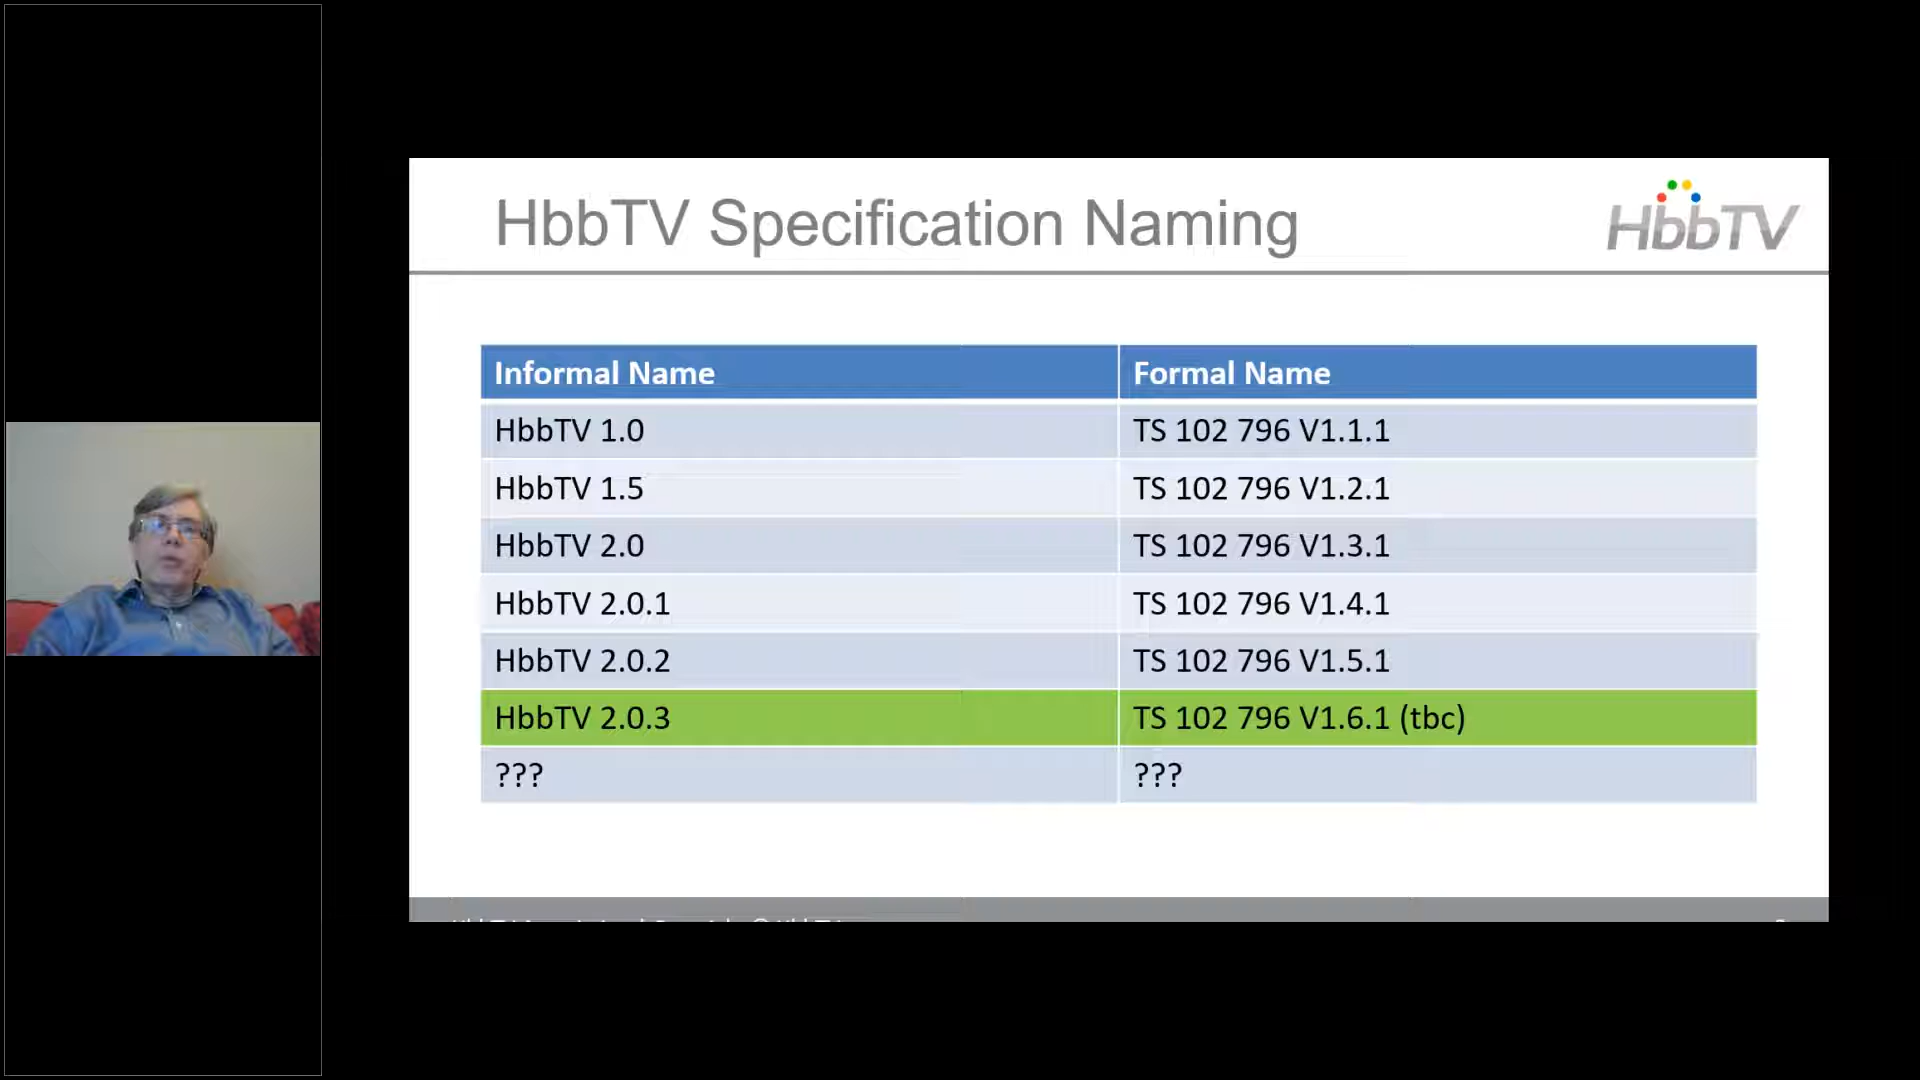 HbbTV Specification Naming
HbbTV
Informal Name Formal Name
HbbTV 1.0 TS 102 796 V1.1.1
HbbTV 1.5 TS 102 796 V1.2.1
HbbTV 2.0 TS 102 796 V1.3.1
HbbTV 2.0.1 TS 102 796 V1.4.1
HbbTV 2.0.2 TS 102 796 V1.5.1
HbbTV 2.0.3 TS 102 796 V1.6.1 (tbc)
??? ???